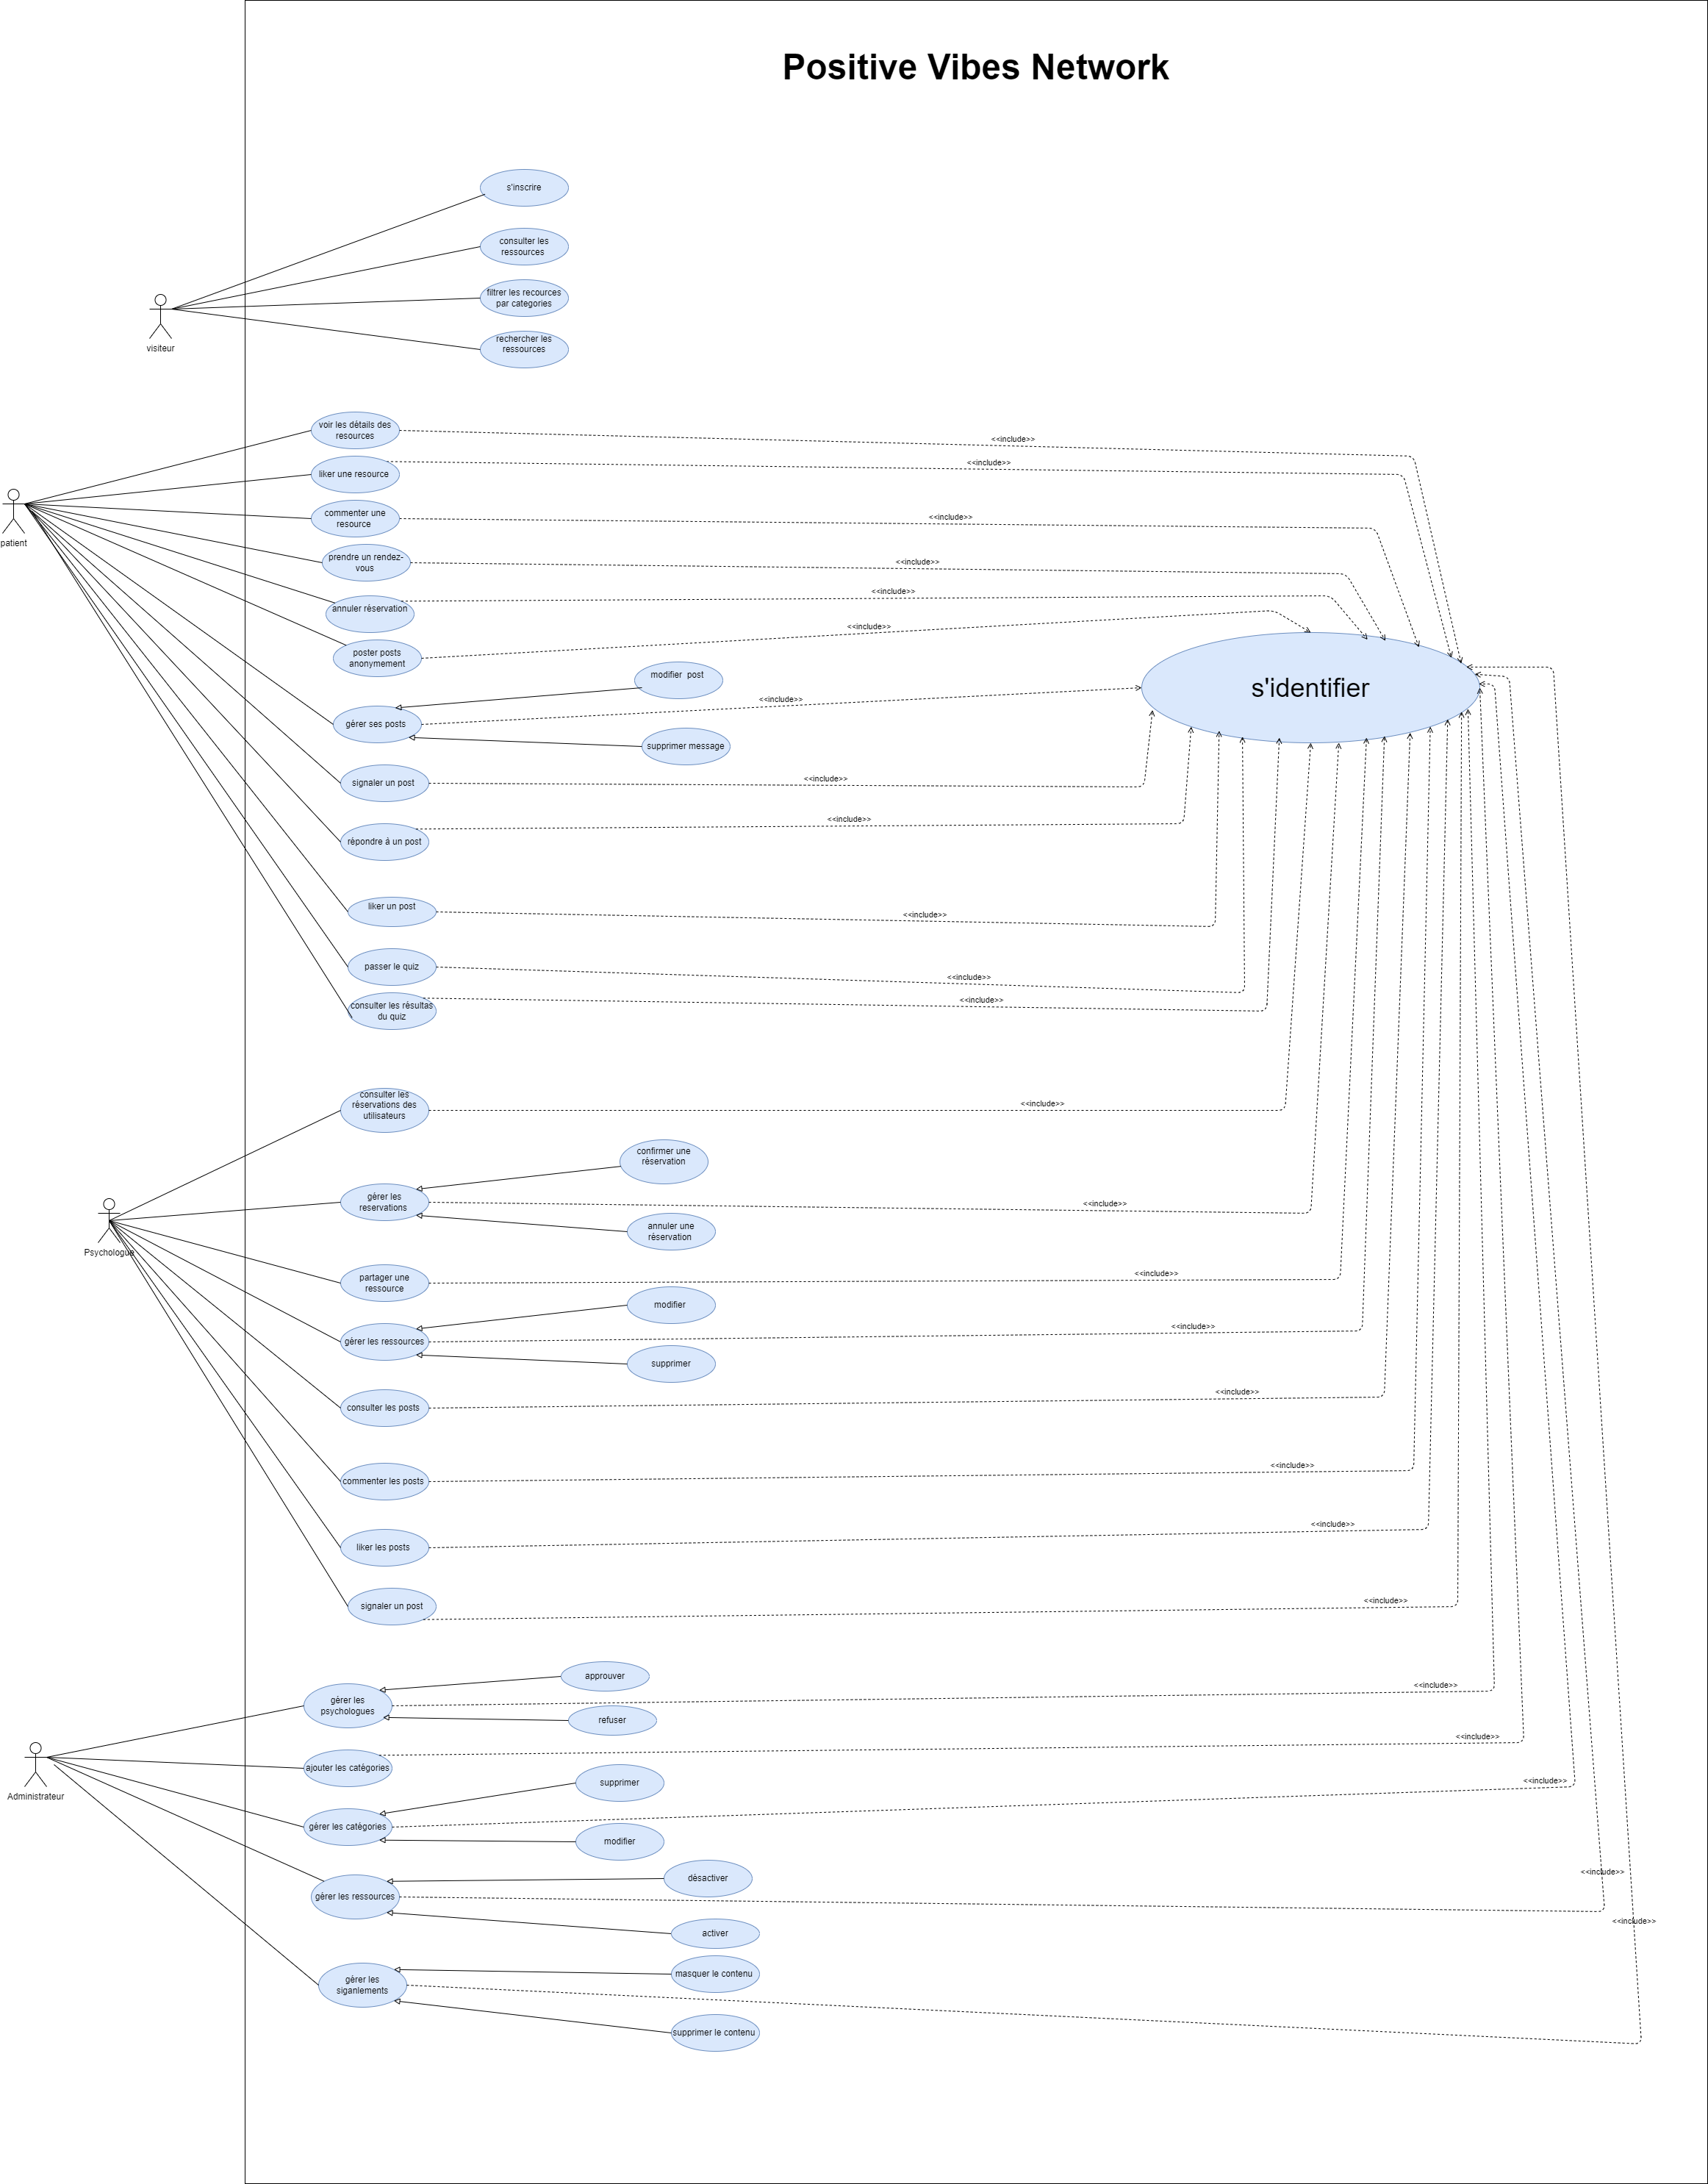 Positive Vibes Network
s'inscrire
consulter les
ressources
filtrer les recources
par categories
rechercher les
ressources
visiteur
voir les détails des
resources
<<include>>
liker une resource
<<include>>
commenter une
resource
<<include>>
patient
prendre un rendez-
vous
<<include>>
annuler réservation
<<include>>
poster posts
anonymement
<<include>>
modifier  post
s'identifier
gérer ses posts
<<include>>
supprimer message
signaler un post
<<include>>
répondre à un post
<<include>>
liker un post
<<include>>
passer le quiz
<<include>>
consulter les résultas
du quiz
<<include>>
consulter les
réservations des
utilisateurs
<<include>>
confirmer une
réservation
gérer les
reservations
<<include>>
annuler une
réservation
Psychologue
partager une
ressource
<<include>>
modifier
gérer les ressources
<<include>>
supprimer
consulter les posts
<<include>>
commenter les posts
<<include>>
liker les posts
<<include>>
signaler un post
<<include>>
approuver
gérer les
psychologues
<<include>>
refuser
ajouter les catégories
<<include>>
Administrateur
supprimer
<<include>>
gérer les catégories
modifier
<<include>>
désactiver
gérer les ressources
<<include>>
activer
masquer le contenu
gérer les
siganlements
supprimer le contenu